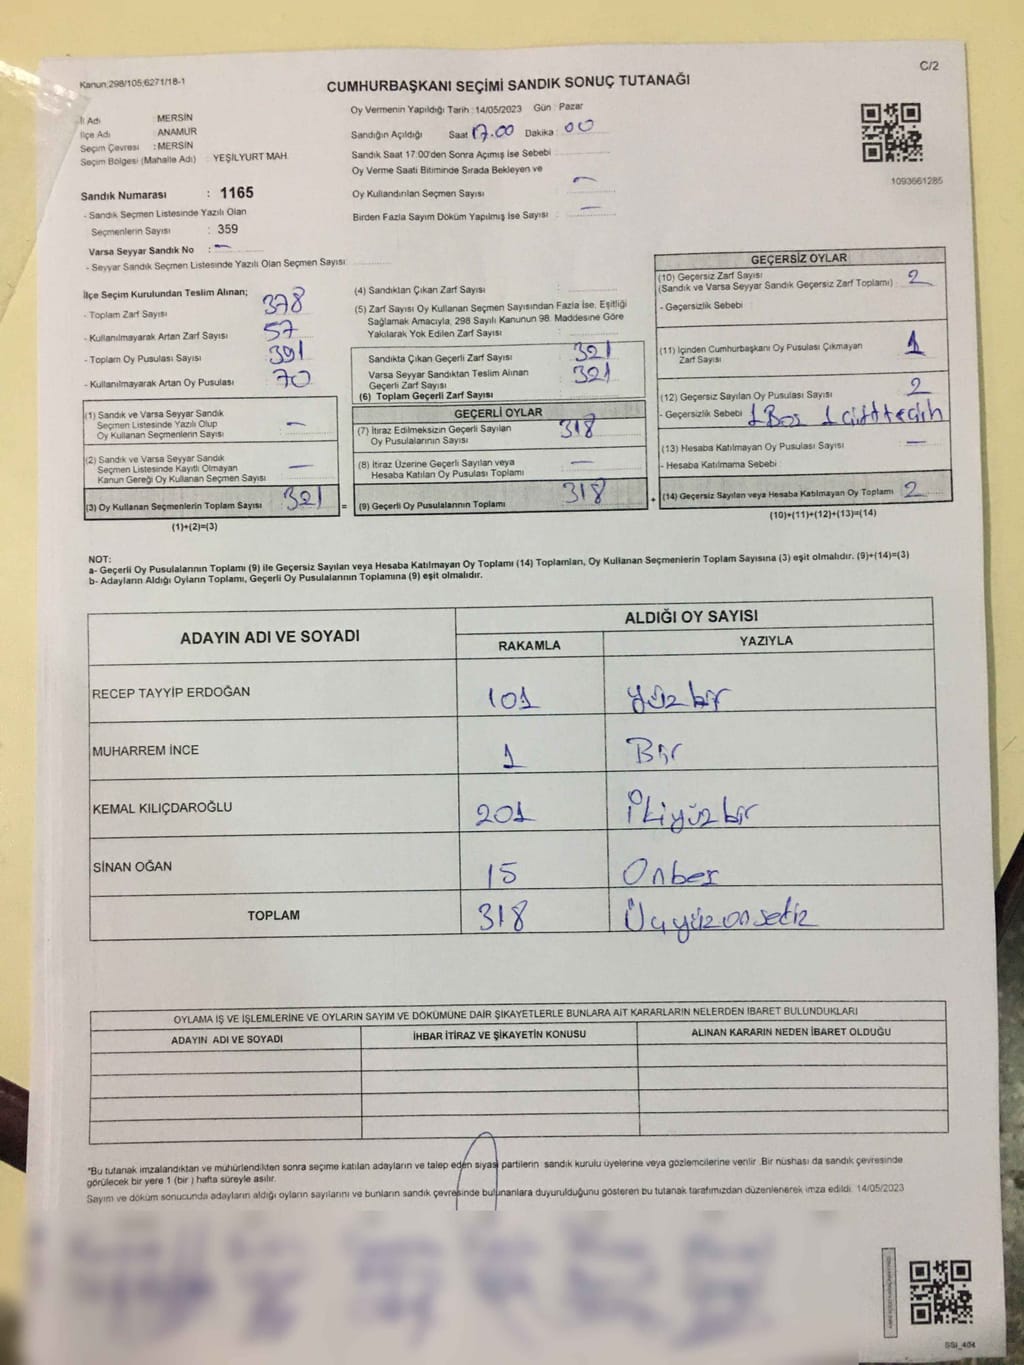 C/2
Kanun:298/105;6271/18-1
CUMHURBAŞKANI SEÇİMİ SANDIK SONUÇ TUTANAĞI
İl Adı MERSİN
İlçe Adı ANAMUR
Seçim Çevresi : MERSİN
Seçim Bölgesi (Mahalle Adı) : YEŞİLYURT MAH.
Sandık Numarası : 1165
- Sandık Seçmen Listesinde Yazılı Olan
Seçmenlerin Sayısı : 359
Varsa Seyyar Sandık No : —
- Seyyar Sandık Seçmen Listesinde Yazılı Olan Seçmen Sayısı
Oy Vermenin Yapıldığı Tarih : 14/05/2023 Gün : Pazar
Sandığın Açıldığı Saat 17.00 Dakika : 00
Sandık Saat 17:00'den Sonra Açımış İse Sebebi
Oy Verme Saati Bitiminde Sırada Bekleyen ve
Oy Kullandırılan Seçmen Sayısı —
Birden Fazla Sayım Döküm Yapılmış İse Sayısı —
1093661285
İlçe Seçim Kurulundan Teslim Alınan;
- Toplam Zarf Sayısı 378
- Kullanılmayarak Artan Zarf Sayısı 57
- Toplam Oy Pusulası Sayısı 391
- Kullanılmayarak Artan Oy Pusulası 70
(1) Sandık ve Varsa Seyyar Sandık
Seçmen Listesinde Yazılı Olup
Oy Kullanan Seçmenlerin Sayısı —
(2) Sandık ve Varsa Seyyar Sandık
Seçmen Listesinde Kayıtlı Olmayan
Kanun Gereği Oy Kullanan Seçmen Sayısı —
(3) Oy Kullanan Seçmenlerin Toplam Sayısı 321 =
(1)+(2)=(3)
(4) Sandıktan Çıkan Zarf Sayısı
(5) Zarf Sayısı Oy Kullanan Seçmen Sayısından Fazla İse, Eşitliği
Sağlamak Amacıyla, 298 Sayılı Kanunun 98. Maddesine Göre
Yakılarak Yok Edilen Zarf Sayısı
Sandıkta Çıkan Geçerli Zarf Sayısı 321
Varsa Seyyar Sandıktan Teslim Alınan
Geçerli Zarf Sayısı 321
(6) Toplam Geçerli Zarf Sayısı
GEÇERLİ OYLAR
(7) İtiraz Edilmeksizin Geçerli Sayılan
Oy Pusulalarının Sayısı 318
(8) İtiraz Üzerine Geçerli Sayılan veya
Hesaba Katılan Oy Pusulası Toplamı —
(9) Geçerli Oy Pusulalarının Toplamı 318 +
GEÇERSİZ OYLAR
(10) Geçersiz Zarf Sayısı
(Sandık ve Varsa Seyyar Sandık Geçersiz Zarf Toplamı) 2
- Geçersizlik Sebebi
(11) İçinden Cumhurbaşkanı Oy Pusulası Çıkmayan
Zarf Sayısı 1
(12) Geçersiz Sayılan Oy Pusulası Sayısı 2
- Geçersizlik Sebebi 1 Boş 1 çift tercih
(13) Hesaba Katılmayan Oy Pusulası Sayısı —
- Hesaba Katılmama Sebebi
(14) Geçersiz Sayılan veya Hesaba Katılmayan Oy Toplamı 2
(10)+(11)+(12)+(13)=(14)
NOT:
a- Geçerli Oy Pusulalarının Toplamı (9) ile Geçersiz Sayılan veya Hesaba Katılmayan Oy Toplamı (14) Toplamları, Oy Kullanan Seçmenlerin Toplam Sayısına (3) eşit olmalıdır. (9)+(14)=(3)
b- Adayların Aldığı Oyların Toplamı, Geçerli Oy Pusulalarının Toplamına (9) eşit olmalıdır.
ADAYIN ADI VE SOYADI
ALDIĞI OY SAYISI
RAKAMLA YAZIYLA
RECEP TAYYİP ERDOĞAN 101 yüz bir
MUHARREM İNCE 1 Bir
KEMAL KILIÇDAROĞLU 201 İkiyüz bir
SİNAN OĞAN 15 Onbeş
TOPLAM 318 Üçyüzonsekiz
OYLAMA İŞ VE İŞLEMLERİNE VE OYLARIN SAYIM VE DÖKÜMÜNE DAİR ŞİKAYETLERLE BUNLARA AİT KARARLARIN NELERDEN İBARET BULUNDUKLARI
ADAYIN ADI VE SOYADI İHBAR İTİRAZ VE ŞİKAYETİN KONUSU ALINAN KARARIN NEDEN İBARET OLDUĞU
*Bu tutanak imzalandıktan ve mühürlendikten sonra seçime katılan adayların ve talep eden siyasi partilerin sandık kurulu üyelerine veya gözlemcilerine verilir. Bir nüshası da sandık çevresinde
görülecek bir yere 1 (bir ) hafta süreyle asılır.
Sayım ve döküm sonucunda adayların aldığı oyların sayılarını ve bunların sandık çevresinde bulunanlara duyurulduğunu gösteren bu tutanak tarafımızdan düzenlenerek imza edildi. 14/05/2023
SSİ_404